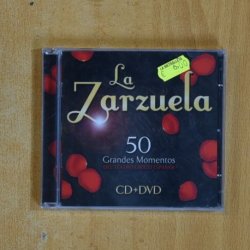 La
Zarzuela
50
Grandes Momentos
CD+DVD